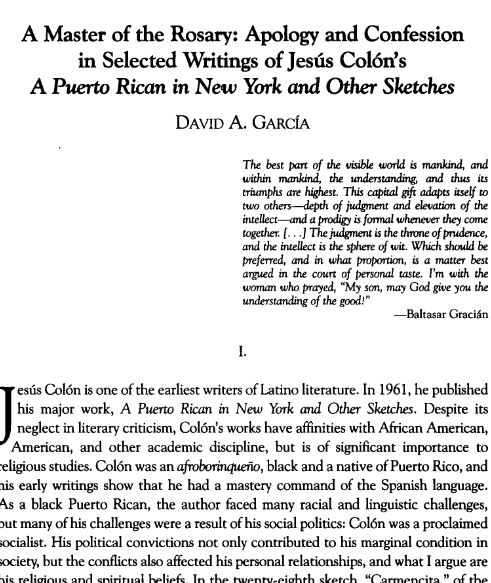 A Master of the Rosary: Apology and Confession
in Selected Writings of Jesús Colón's
A Puerto Rican in New York and Other Sketches
DAVID A. GARCÍA
The best part of the visible world is mankind, and
within mankind, the understanding, and thus its
triumphs are highest. This capital gift adapts itself to
two others—depth of judgment and elevation of the
intellect—and a prodigy is formal whenever they come
together. [. . .] The judgment is the throne of prudence,
and the intellect is the sphere of wit. Which should be
preferred, and in what proportion, is a matter best
argued in the court of personal taste. I'm with the
woman who prayed, "My son, may God give you the
understanding of the good!"
—Baltasar Gracián
I.
Jesús Colón is one of the earliest writers of Latino literature. In 1961, he published
his major work, A Puerto Rican in New York and Other Sketches. Despite its
neglect in literary criticism, Colón's works have affinities with African American,
American, and other academic discipline, but is of significant importance to
religious studies. Colón was an afroborinqueño, black and a native of Puerto Rico, and
his early writings show that he had a mastery command of the Spanish language.
As a black Puerto Rican, the author faced many racial and linguistic challenges,
but many of his challenges were a result of his social politics: Colón was a proclaimed
socialist. His political convictions not only contributed to his marginal condition in
society, but the conflicts also affected his personal relationships, and what I argue are
his religious and spiritual beliefs. In the twenty-eighth sketch, "Carmencita," of the